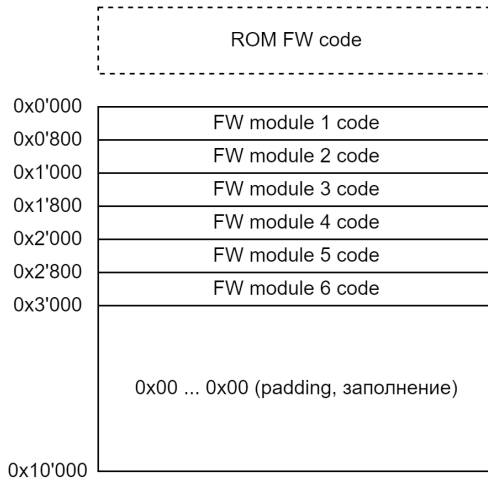 ROM FW code
0x0'000
FW module 1 code
0x0'800
FW module 2 code
0x1'000
FW module 3 code
0x1'800
FW module 4 code
0x2'000
FW module 5 code
0x2'800
FW module 6 code
0x3'000
0x00 ... 0x00 (padding, заполнение)
0x10'000